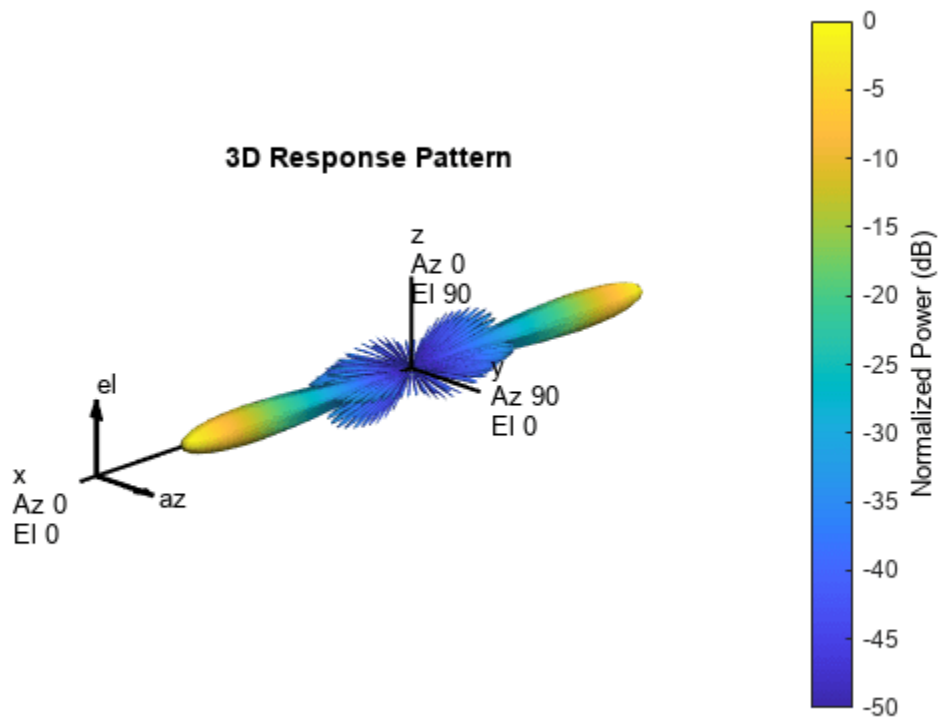 3D Response Pattern
z
Az 0
El 90
y
Az 90
El 0
el
az
x
Az 0
El 0
0
-5
-10
-15
-20
-25
-30
-35
-40
-45
-50
Normalized Power (dB)